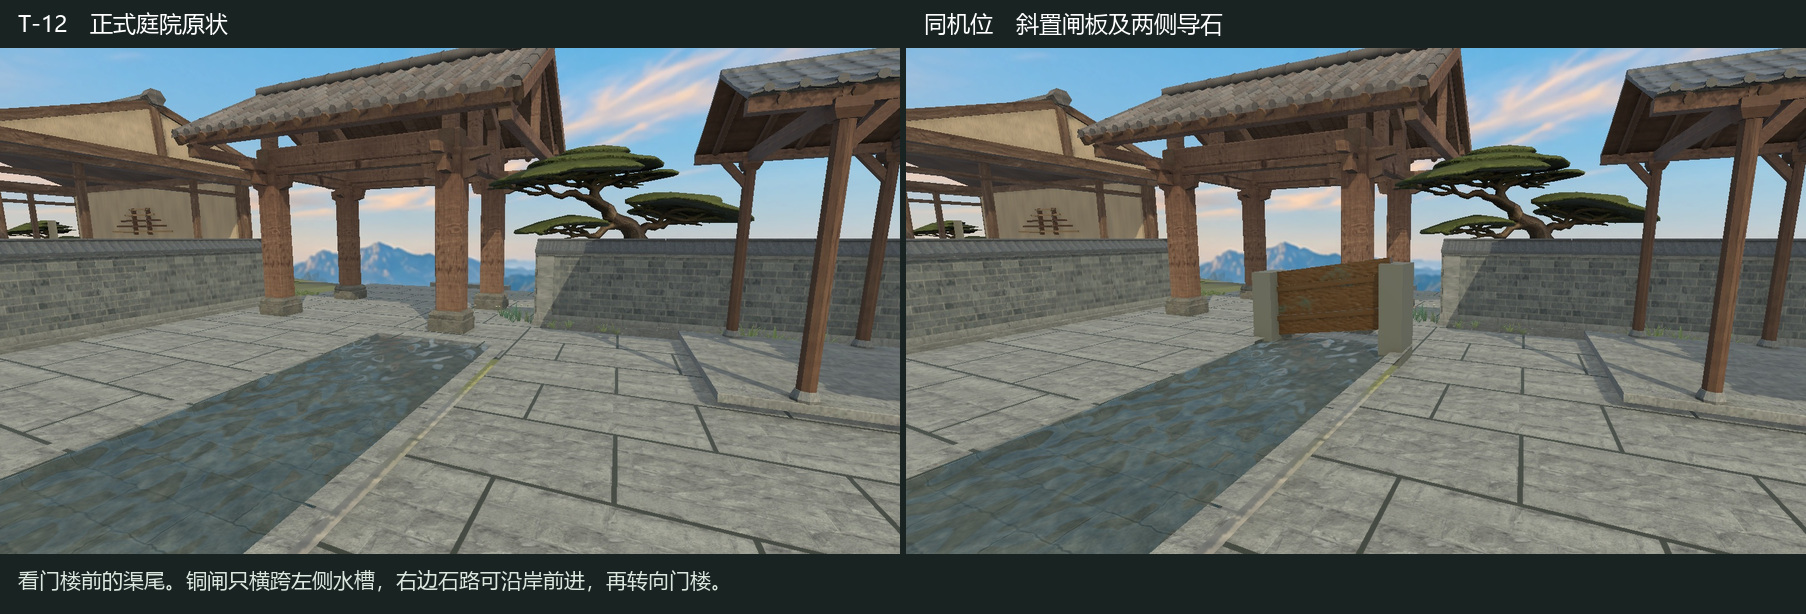 T-12 正式庭院原状
同机位 斜置闸板及两侧导石
看门楼前的渠尾。铜闸只横跨左侧水槽，右边石路可沿岸前进，再转向门楼。